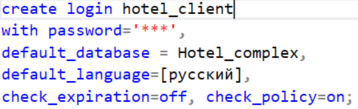 create login hotel_client
with password='***',
default_database = Hotel_complex,
default_language=[русский],
check_expiration=off, check_policy=on;